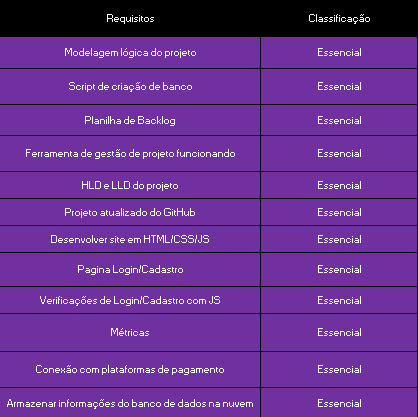 Requisitos Classificação
Modelagem lógica do projeto Essencial
Script de criação de banco Essencial
Planilha de Backlog Essencial
Ferramenta de gestão de projeto funcionando Essencial
HLD e LLD do projeto Essencial
Projeto atualizado do GitHub Essencial
Desenvolver site em HTML/CSS/JS Essencial
Pagina Login/Cadastro Essencial
Verificações de Login/Cadastro com JS Essencial
Métricas Essencial
Conexão com plataformas de pagamento Essencial
Armazenar informações do banco de dados na nuvem Essencial